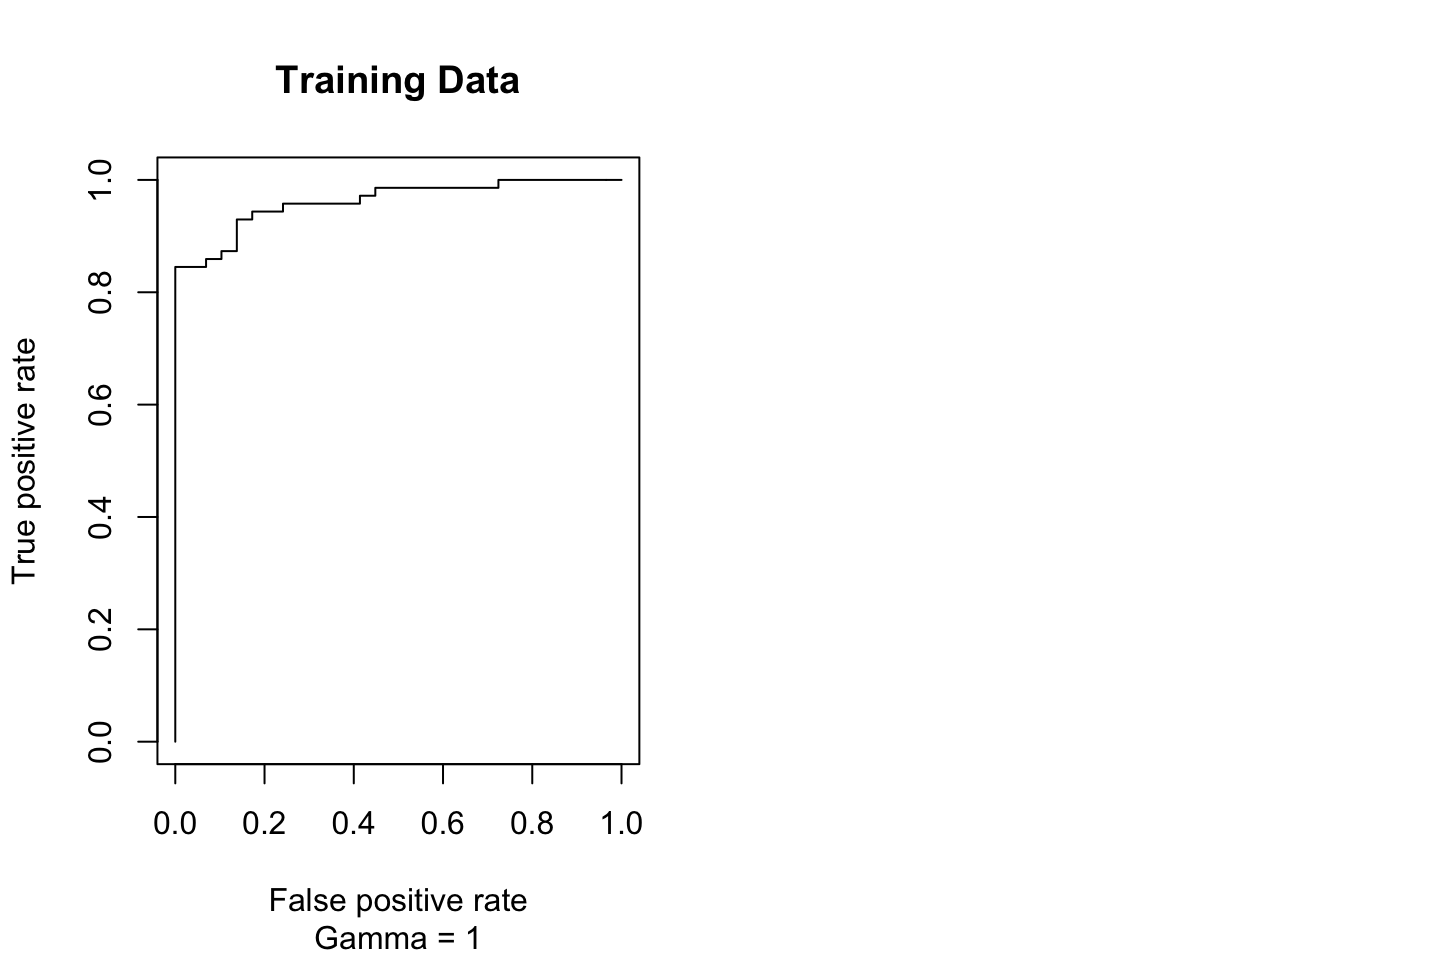 Training Data
True positive rate
1.0
0.8
0.6
0.4
0.2
0.0
0.0 0.2 0.4 0.6 0.8 1.0
False positive rate
Gamma = 1